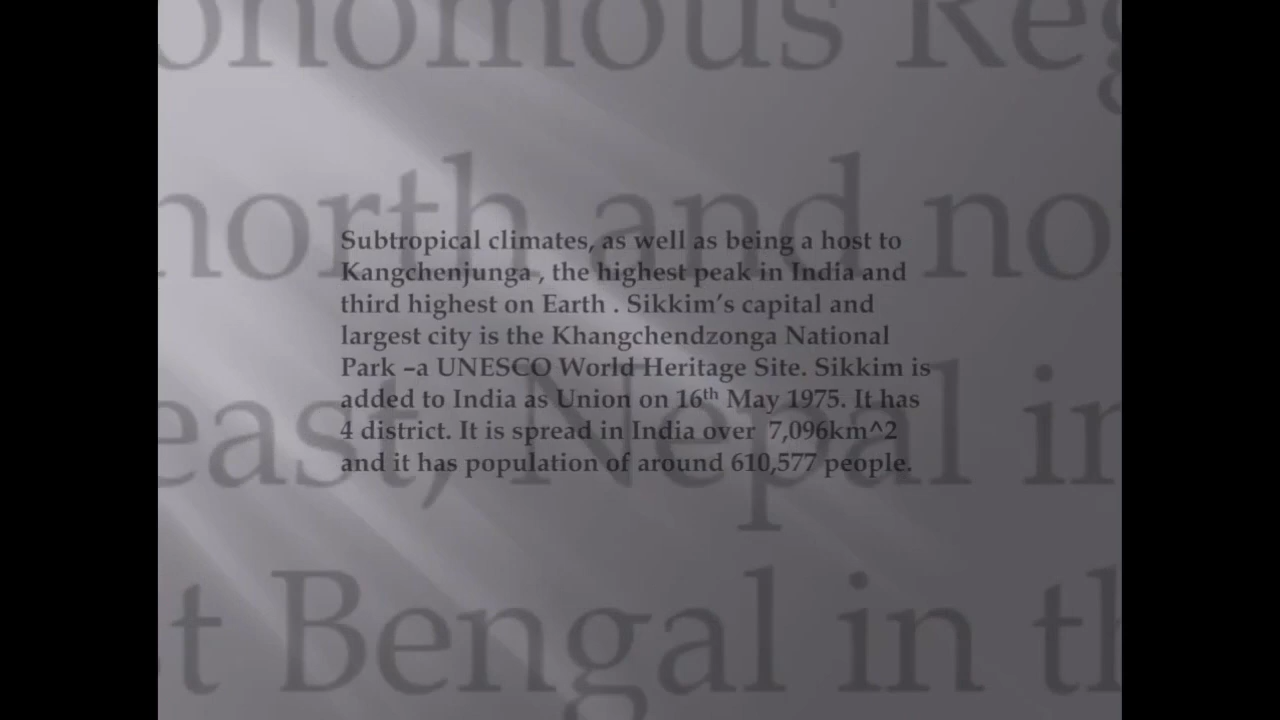 onomous Reg
north and no
Subtropical climates, as well as being a host to
Kangchenjunga , the highest peak in India and
third highest on Earth . Sikkim's capital and
largest city is the Khangchendzonga National
Park –a UNESCO World Heritage Site. Sikkim is
added to India as Union on 16th May 1975. It has
4 district. It is spread in India over 7,096km^2
and it has population of around 610,577 people.
east, Nepal in
t Bengal in th